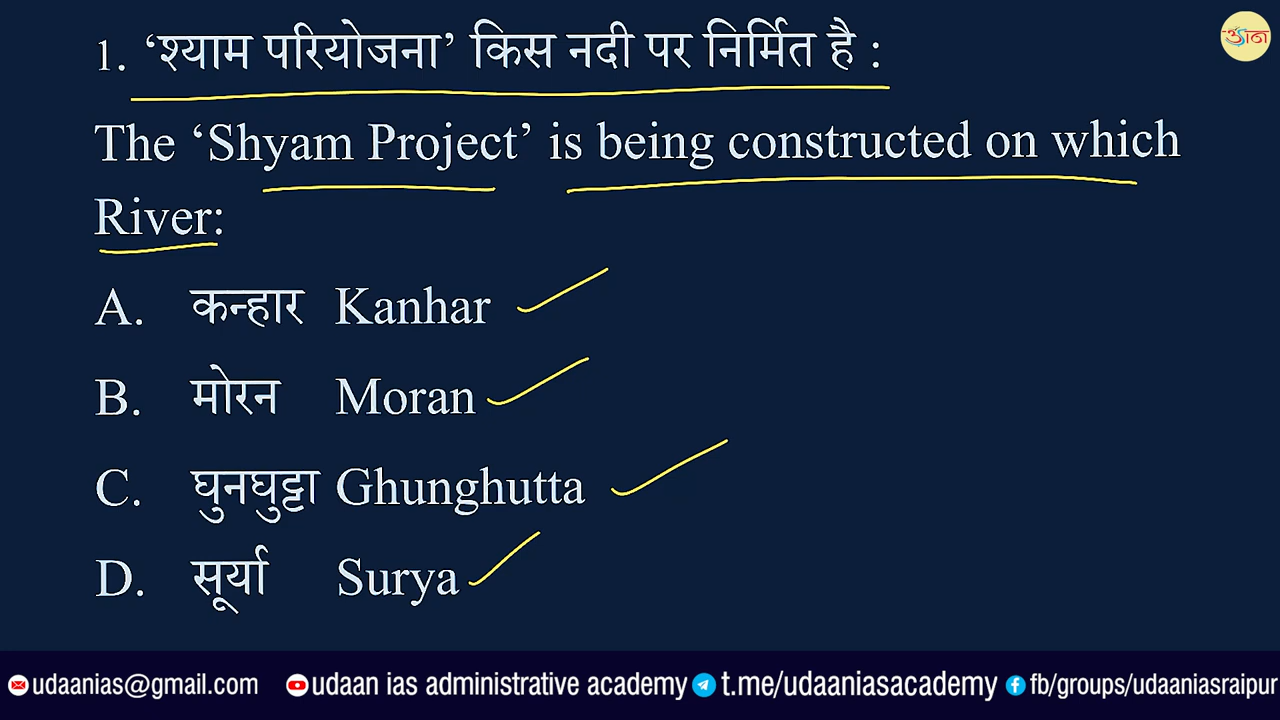 उड़ान
1. ‘श्याम परियोजना’ किस नदी पर निर्मित है :
The ‘Shyam Project’ is being constructed on which
River:
A. कन्हार Kanhar
B. मोरन Moran
C. घुनघुट्टा Ghunghutta
D. सूर्या Surya
udaanias@gmail.com udaan ias administrative academy t.me/udaaniasacademy fb/groups/udaaniasraipur